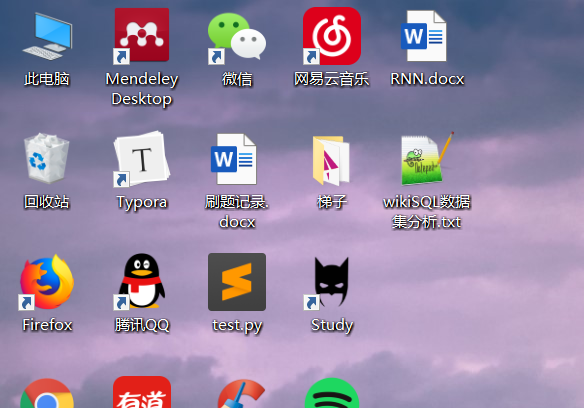 此电脑
Mendeley
Desktop
微信
网易云音乐
W
RNN.docx
回收站
T
Typora
W
刷题记录.
docx
梯子
wikiSQL数据
集分析.txt
Firefox
腾讯QQ
test.py
Study
有道